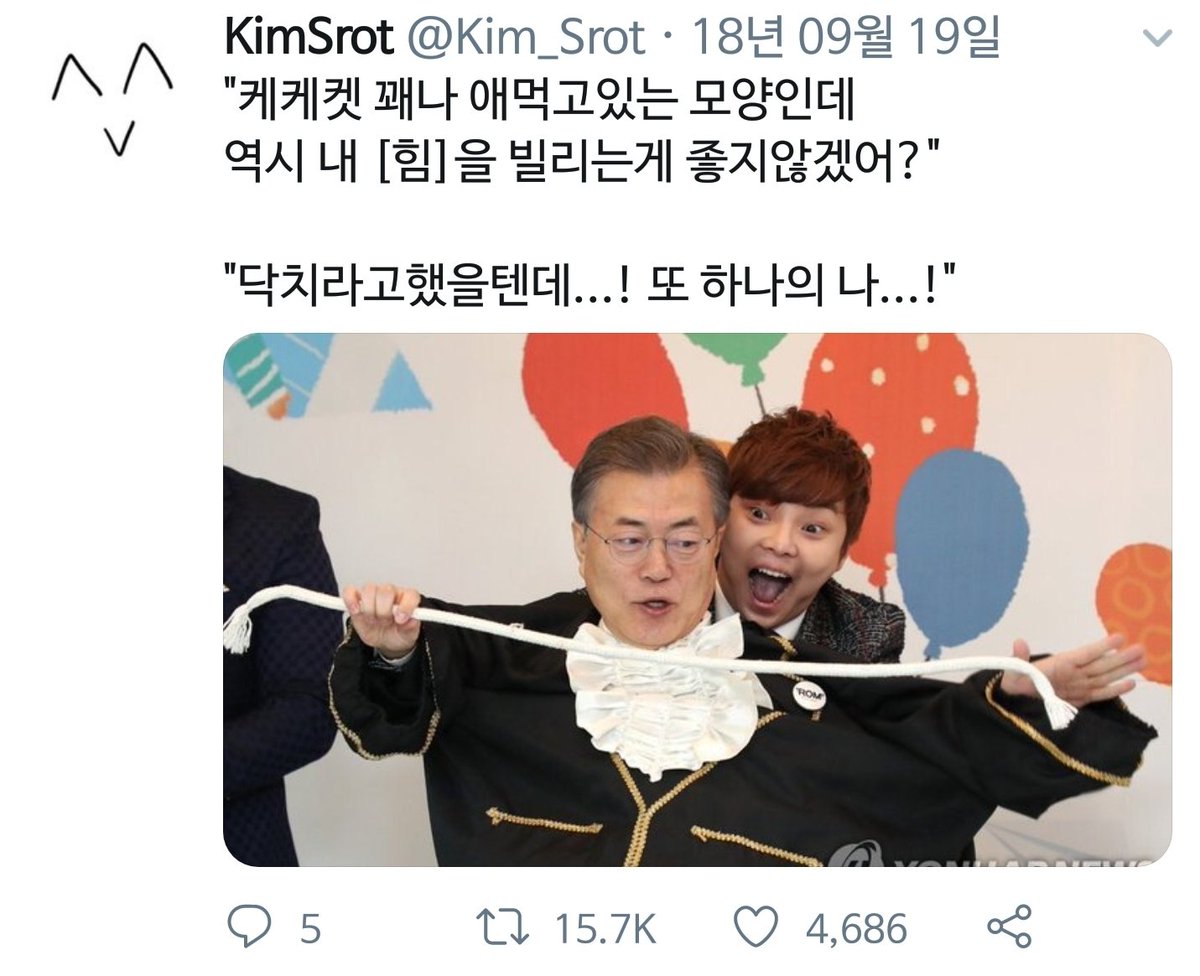 KimSrot @Kim_Srot · 18년 09월 19일
"케케켓 꽤나 애먹고있는 모양인데
역시 내 [힘]을 빌리는게 좋지않겠어?"
"닥치라고했을텐데...! 또 하나의 나...!"
"ROM"
YONHAP NEWS
5 15.7K 4,686